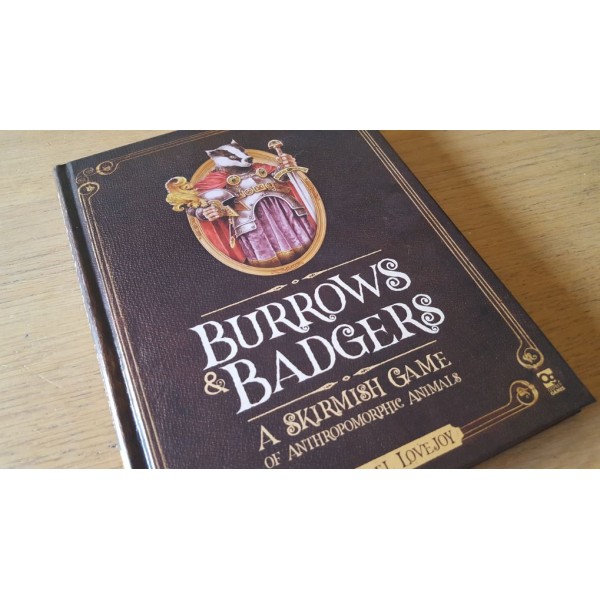 BURROWS
& BADGERS
A SKIRMISH GAME
OF ANTHROPOMORPHIC ANIMALS
LOVEJOY